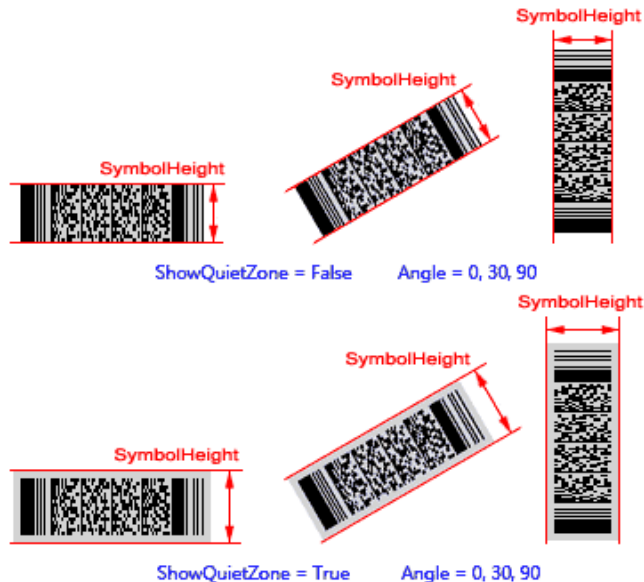 SymbolHeight
SymbolHeight
SymbolHeight
ShowQuietZone = False Angle = 0, 30, 90
SymbolHeight
SymbolHeight
SymbolHeight
ShowQuietZone = True Angle = 0, 30, 90